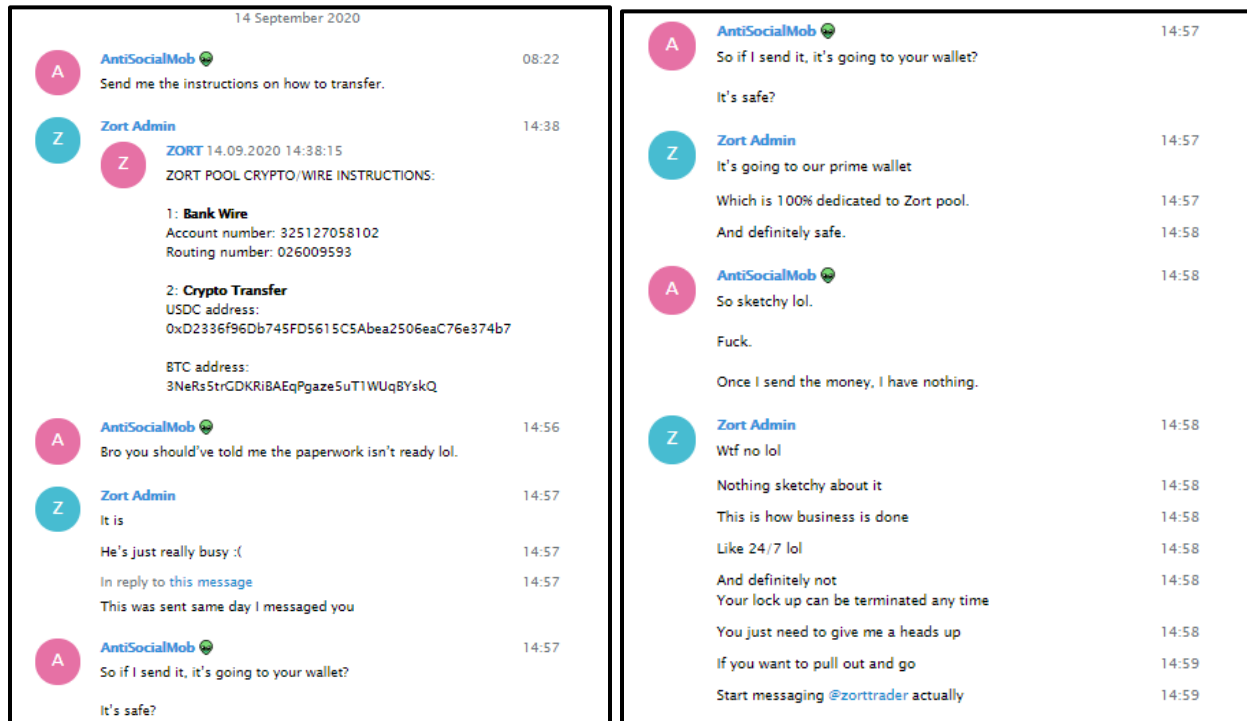 14 September 2020
AntiSocialMob 08:22
Send me the instructions on how to transfer.
Zort Admin 14:38
ZORT 14.09.2020 14:38:15
ZORT POOL CRYPTO/WIRE INSTRUCTIONS:
1: Bank Wire
Account number: 325127058102
Routing number: 026009593
2: Crypto Transfer
USDC address:
0xD2336f96Db745FD5615C5Abea2506eaC76e374b7
BTC address:
3NeRs5trGDKRiBAEqPgaze5uT1WUqBYskQ
AntiSocialMob 14:56
Bro you should've told me the paperwork isn't ready lol.
Zort Admin 14:57
It is
He's just really busy :( 14:57
In reply to this message 14:57
This was sent same day I messaged you
AntiSocialMob 14:57
So if I send it, it's going to your wallet?
It's safe?
A
Z
Z
A
Z
A
AntiSocialMob 14:57
So if I send it, it's going to your wallet?
It's safe?
Zort Admin 14:57
It's going to our prime wallet
Which is 100% dedicated to Zort pool. 14:57
And definitely safe. 14:58
AntiSocialMob 14:58
So sketchy lol.
Fuck.
Once I send the money, I have nothing.
Zort Admin 14:58
Wtf no lol
Nothing sketchy about it 14:58
This is how business is done 14:58
Like 24/7 lol 14:58
And definitely not 14:58
Your lock up can be terminated any time
You just need to give me a heads up 14:58
If you want to pull out and go 14:59
Start messaging @zorttrader actually 14:59
A
Z
A
Z